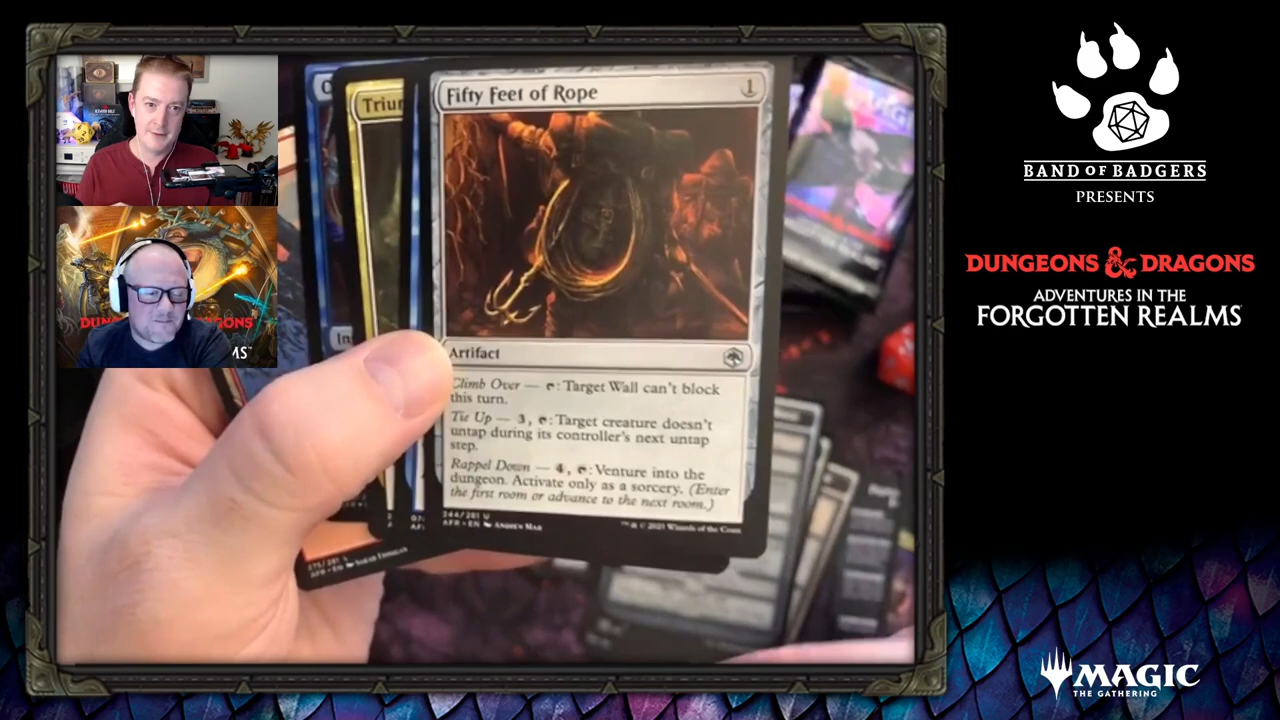 Fifty Feet of Rope
1
Artifact
Climb Over — : Target Wall can't block
this turn.
Tie Up — 3, : Target creature doesn't
untap during its controller's next untap
step.
Rappel Down — 4, : Venture into the
dungeon. Activate only as a sorcery. (Enter
the first room or advance to the next room.)
244/281 U
AFR • EN
™ & © 2021 Wizards of the Coast
Triun
BAND OF BADGERS
PRESENTS
DUNGEONS & DRAGONS
ADVENTURES IN THE
FORGOTTEN REALMS
MAGIC
THE GATHERING